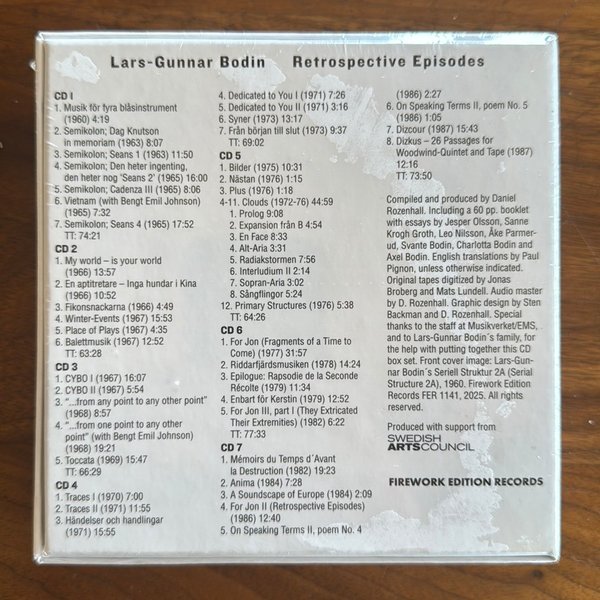 Lars-Gunnar Bodin Retrospective Episodes
CD I
1. Musik för fyra blåsinstrument
(1960) 4:19
2. Semikolon; Dag Knutson
in memoriam (1963) 8:07
3. Semikolon; Seans 1 (1963) 11:50
4. Semikolon; Den heter ingenting,
den heter nog 'Seans 2' (1965) 16:00
5. Semikolon; Cadenza III (1965) 8:06
6. Vietnam (with Bengt Emil Johnson)
(1965) 7:32
7. Semikolon; Seans 4 (1965) 17:52
TT: 74:21
CD 2
1. My world – is your world
(1966) 13:57
2. En aptitretare – Inga hundar i Kina
(1966) 10:52
3. Fikonsnackarna (1966) 4:49
4. Winter-Events (1967) 15:53
5. Place of Plays (1967) 4:35
6. Balettmusik (1967) 12:52
TT: 63:28
CD 3
1. CYBO I (1967) 16:07
2. CYBO II (1967) 5:54
3. “...from any point to any other point”
(1968) 8:57
4. “...from one point to any other
point” (with Bengt Emil Johnson)
(1968) 19:21
5. Toccata (1969) 15:47
TT: 66:29
CD 4
1. Traces I (1970) 7:00
2. Traces II (1971) 11:55
3. Händelser och handlingar
(1971) 15:55
4. Dedicated to You I (1971) 7:26
5. Dedicated to You II (1971) 3:16
6. Syner (1973) 13:17
7. Från början till slut (1973) 9:37
TT: 69:02
CD 5
1. Bilder (1975) 10:31
2. Nästan (1976) 1:15
3. Plus (1976) 1:18
4-11. Clouds (1972-76) 44:59
1. Prolog 9:08
2. Expansion från B 4:54
3. En Face 8:33
4. Alt-Aria 3:31
5. Radiakstormen 7:56
6. Interludium II 2:14
7. Sopran-Aria 3:02
8. Sångflingor 5:24
12. Primary Structures (1976) 5:38
TT: 64:26
CD 6
1. For Jon (Fragments of a Time to
Come) (1977) 31:57
2. Riddarfjärdsmusiken (1978) 14:24
3. Epilogue: Rapsodie de la Seconde
Récolte (1979) 11:34
4. Enbart för Kerstin (1979) 12:52
5. For Jon III, part I (They Extricated
Their Extremities) (1982) 6:22
TT: 77:33
CD 7
1. Mémoirs du Temps d´Avant
la Destruction (1982) 19:23
2. Anima (1984) 7:28
3. A Soundscape of Europe (1984) 2:09
4. For Jon II (Retrospective Episodes)
(1986) 12:40
5. On Speaking Terms II, poem No. 4
(1986) 2:27
6. On Speaking Terms II, poem No. 5
(1986) 1:05
7. Dizcour (1987) 15:43
8. Dizkus – 26 Passages for
Woodwind-Quintet and Tape (1987)
12:16
TT: 73:50
Compiled and produced by Daniel
Rozenhall. Including a 60 pp. booklet
with essays by Jesper Olsson, Sanne
Krogh Groth, Leo Nilsson, Åke Parmer-
ud, Svante Bodin, Charlotta Bodin and
Axel Bodin. English translations by Paul
Pignon, unless otherwise indicated.
Original tapes digitized by Jonas
Broberg and Mats Lundell. Audio master
by D. Rozenhall. Graphic design by Sten
Backman and D. Rozenhall. Special
thanks to the staff at Musikverket/EMS,
and to Lars-Gunnar Bodin´s family, for
the help with putting together this CD
box set. Front cover image: Lars-Gun-
nar Bodin´s Seriell Struktur 2A (Serial
Structure 2A), 1960. Firework Edition
Records FER 1141, 2025. All rights
reserved.
Produced with support from
SWEDISH
ARTSCOUNCIL
FIREWORK EDITION RECORDS